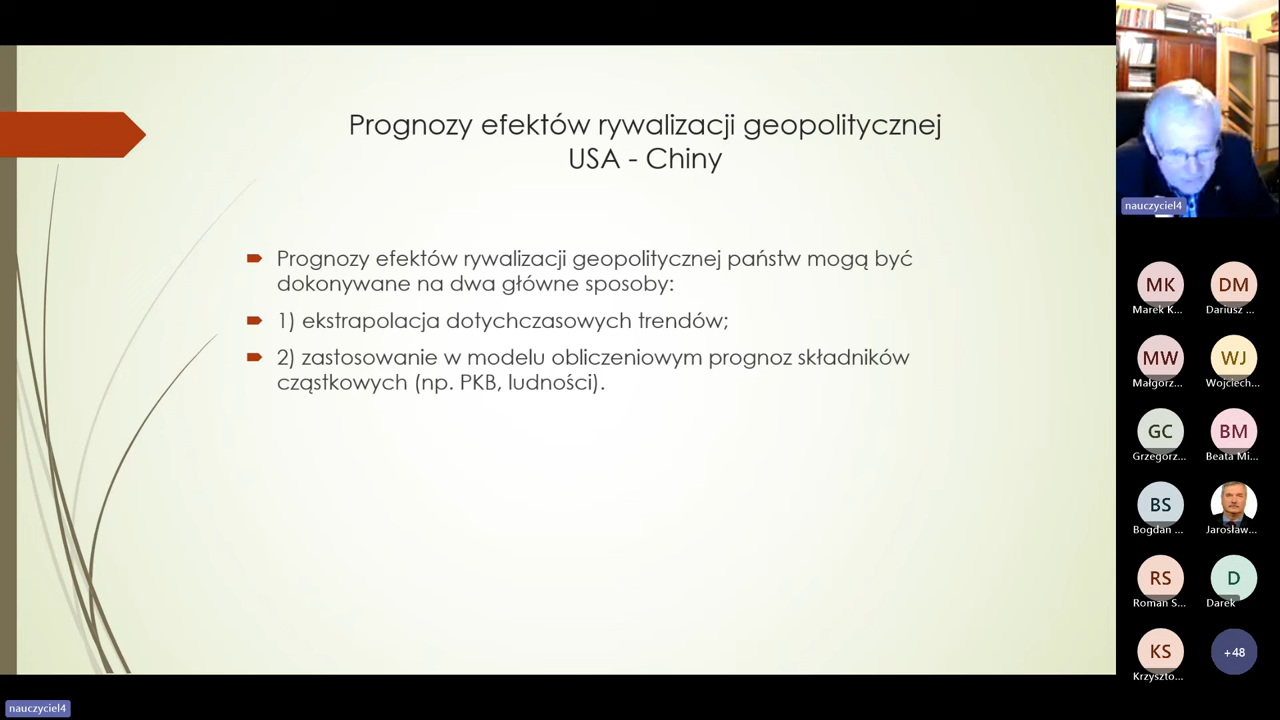 Prognozy efektów rywalizacji geopolitycznej
USA - Chiny
Prognozy efektów rywalizacji geopolitycznej państw mogą być
dokonywane na dwa główne sposoby:
1) ekstrapolacja dotychczasowych trendów;
2) zastosowanie w modelu obliczeniowym prognoz składników
cząstkowych (np. PKB, ludności).
nauczyciel4
MK
DM
Marek K...
Dariusz ...
MW
WJ
Małgorz...
Wojciech...
GC
BM
Grzegorz...
Beata Mi...
BS
Bogdan ...
Jarosław...
RS
D
Roman S...
Darek
KS
+48
Krzyszto...
nauczyciel4